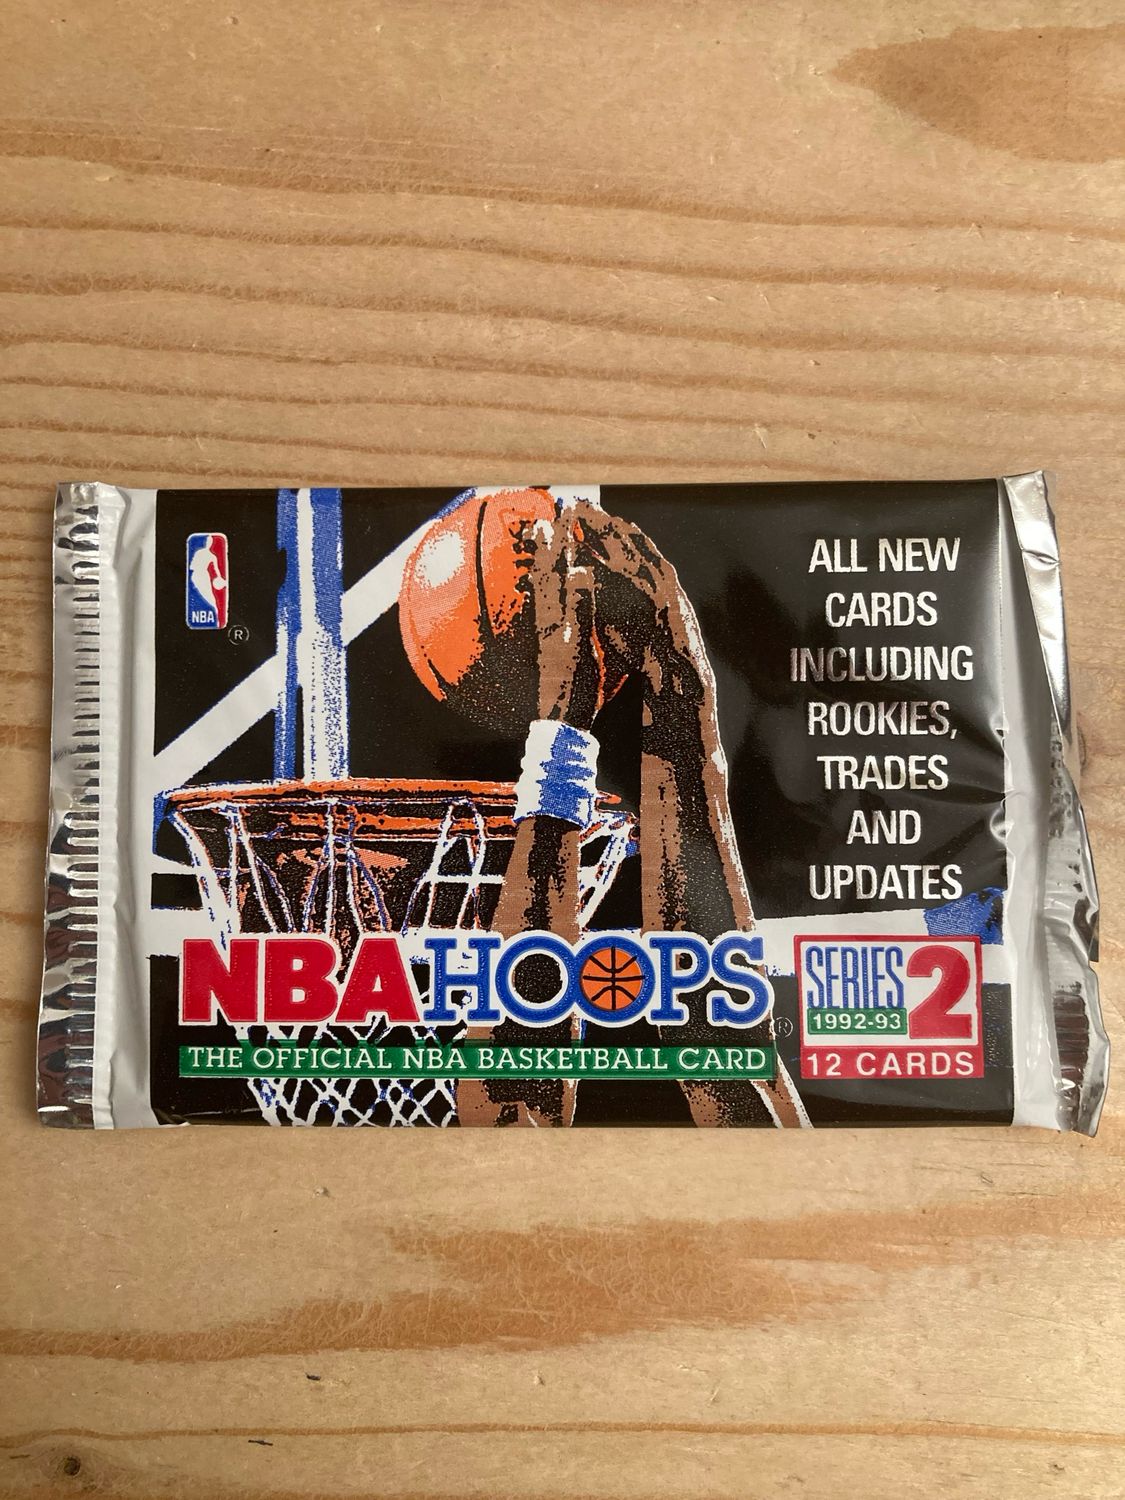 NBA
®
ALL NEW
CARDS
INCLUDING
ROOKIES,
TRADES
AND
UPDATES
NBA HOOPS ®
THE OFFICIAL NBA BASKETBALL CARD
SERIES 2
1992-93
12 CARDS